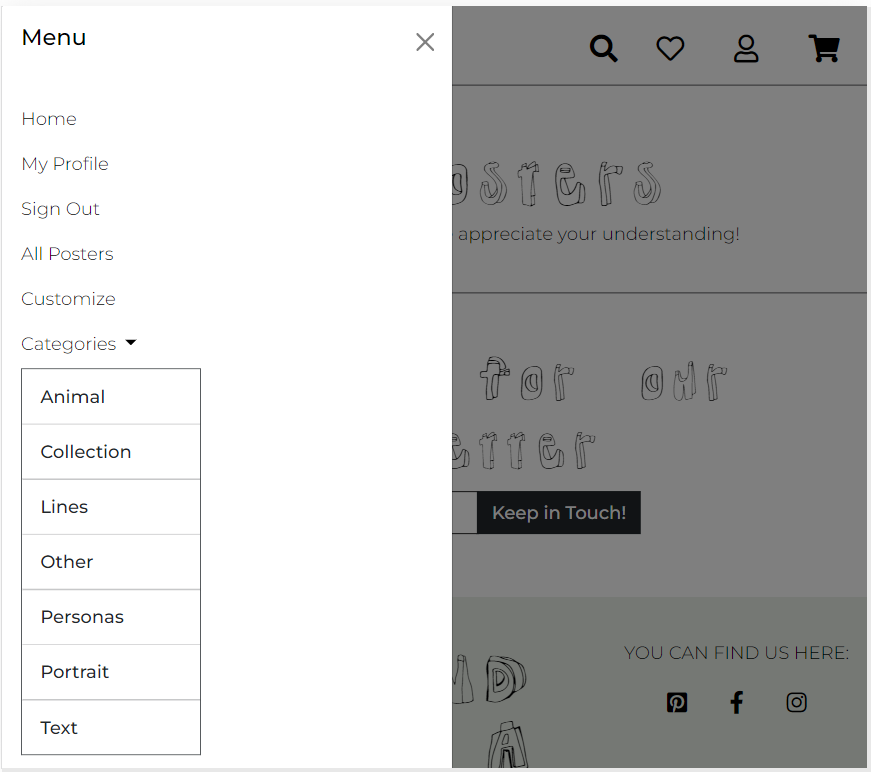 Menu
Home
My Profile
Sign Out
All Posters
Customize
Categories
Animal
Collection
Lines
Other
Personas
Portrait
Text
osters
appreciate your understanding!
for our
etter
Keep in Touch!
YOU CAN FIND US HERE: